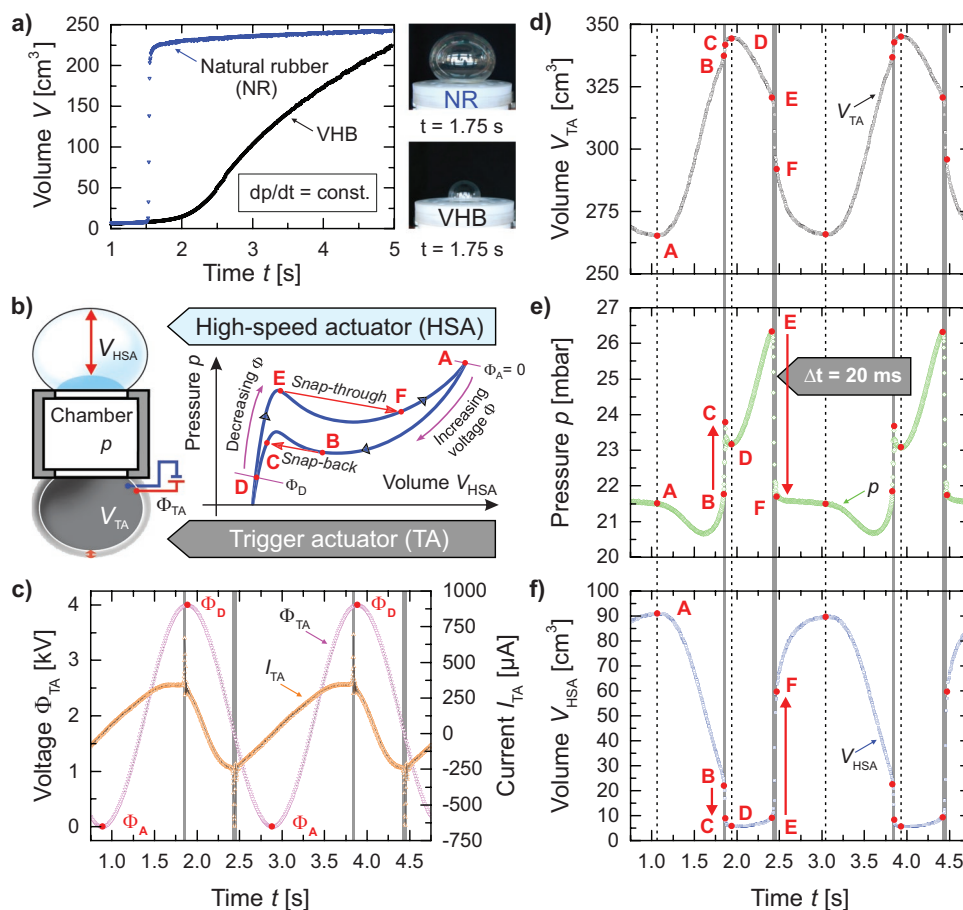 a)
Volume V [cm³]
250
200
150
100
50
0
Natural rubber
(NR)
VHB
dp/dt = const.
1
2
3
4
5
Time t [s]
NR
t = 1.75 s
VHB
t = 1.75 s
b)
V_HSA
Chamber
p
V_TA
Φ_TA
High-speed actuator (HSA)
Pressure p
Decreasing Φ
E
Snap-through
F
A
Φ_A = 0
Increasing
voltage Φ
B
C
Snap-back
D
Φ_D
Volume V_HSA
Trigger actuator (TA)
c)
Voltage Φ_TA [kV]
4
3
2
1
0
Φ_D
Φ_TA
Φ_D
I_TA
Φ_A
Φ_A
1000
750
500
250
0
-250
-500
-750
Current I_TA [µA]
1.0 1.5 2.0 2.5 3.0 3.5 4.0 4.5
Time t [s]
d)
Volume V_TA [cm³]
350
325
300
275
250
C
D
B
E
F
A
V_TA
e)
Pressure p [mbar]
27
26
25
24
23
22
21
20
E
Δt = 20 ms
C
D
A
B
F
p
f)
Volume V_HSA [cm³]
100
90
80
70
60
50
40
30
20
10
0
A
F
B
C
D
E
V_HSA
1.0 1.5 2.0 2.5 3.0 3.5 4.0 4.5
Time t [s]